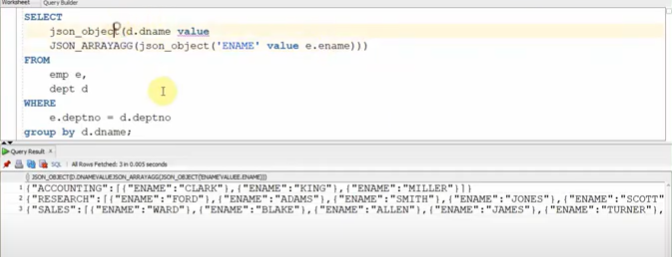 Worksheet Query Builder
SELECT
json_object(d.dname value
JSON_ARRAYAGG(json_object('ENAME' value e.ename)))
FROM
emp e,
dept d
WHERE
e.deptno = d.deptno
group by d.dname;
Query Result
SQL | All Rows Fetched: 3 in 0.005 seconds
JSON_OBJECT(D.DNAMEVALUEJSON_ARRAYAGG(JSON_OBJECT('ENAME'VALUEE.ENAME)))
1 {"ACCOUNTING":[{"ENAME":"CLARK"},{"ENAME":"KING"},{"ENAME":"MILLER"}]}
2 {"RESEARCH":[{"ENAME":"FORD"},{"ENAME":"ADAMS"},{"ENAME":"SMITH"},{"ENAME":"JONES"},{"ENAME":"SCOTT"
3 {"SALES":[{"ENAME":"WARD"},{"ENAME":"BLAKE"},{"ENAME":"ALLEN"},{"ENAME":"JAMES"},{"ENAME":"TURNER"},